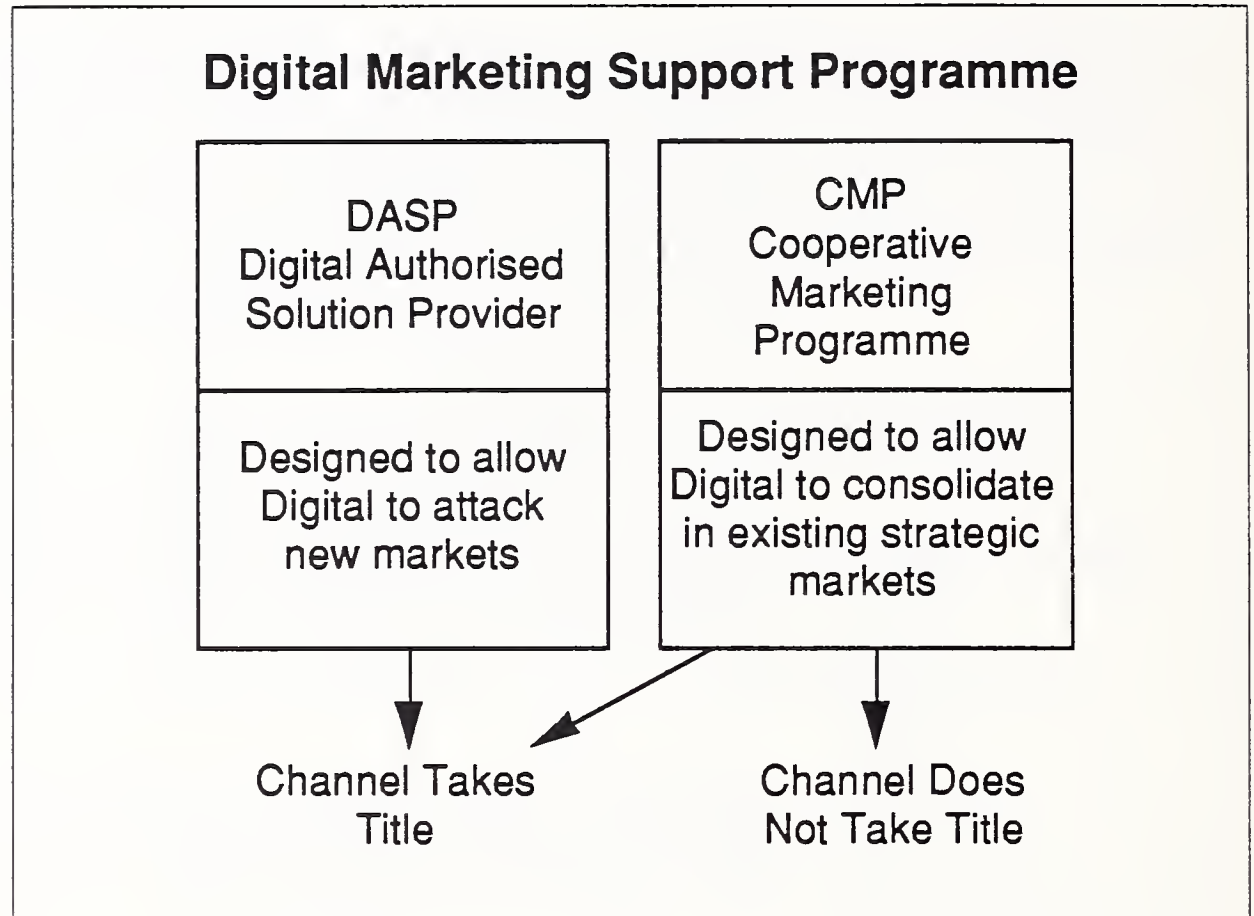 Digital Marketing Support Programme
DASP
Digital Authorised
Solution Provider
Designed to allow
Digital to attack
new markets
CMP
Cooperative
Marketing
Programme
Designed to allow
Digital to consolidate
in existing strategic
markets
Channel Takes
Title
Channel Does
Not Take Title